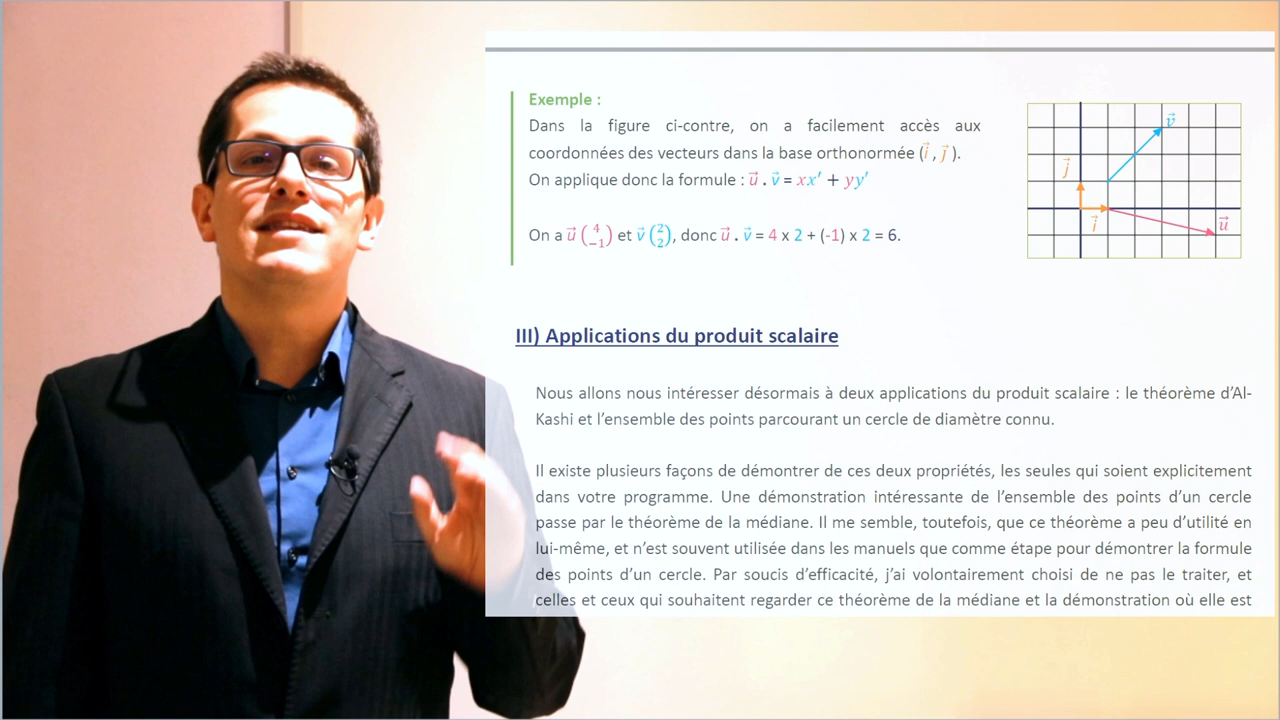 Exemple :
Dans la figure ci-contre, on a facilement accès aux
coordonnées des vecteurs dans la base orthonormée (i⃗ , j⃗ ).
On applique donc la formule : u⃗ . v⃗ = xx′ + yy′
On a u⃗ (4 −1) et v⃗ (2 2), donc u⃗ . v⃗ = 4 x 2 + (-1) x 2 = 6.
v⃗
j⃗
i⃗
u⃗
III) Applications du produit scalaire
Nous allons nous intéresser désormais à deux applications du produit scalaire : le théorème d’Al-
Kashi et l’ensemble des points parcourant un cercle de diamètre connu.
Il existe plusieurs façons de démontrer de ces deux propriétés, les seules qui soient explicitement
dans votre programme. Une démonstration intéressante de l’ensemble des points d’un cercle
passe par le théorème de la médiane. Il me semble, toutefois, que ce théorème a peu d’utilité en
lui-même, et n’est souvent utilisée dans les manuels que comme étape pour démontrer la formule
des points d’un cercle. Par soucis d’efficacité, j’ai volontairement choisi de ne pas le traiter, et
celles et ceux qui souhaitent regarder ce théorème de la médiane et la démonstration où elle est